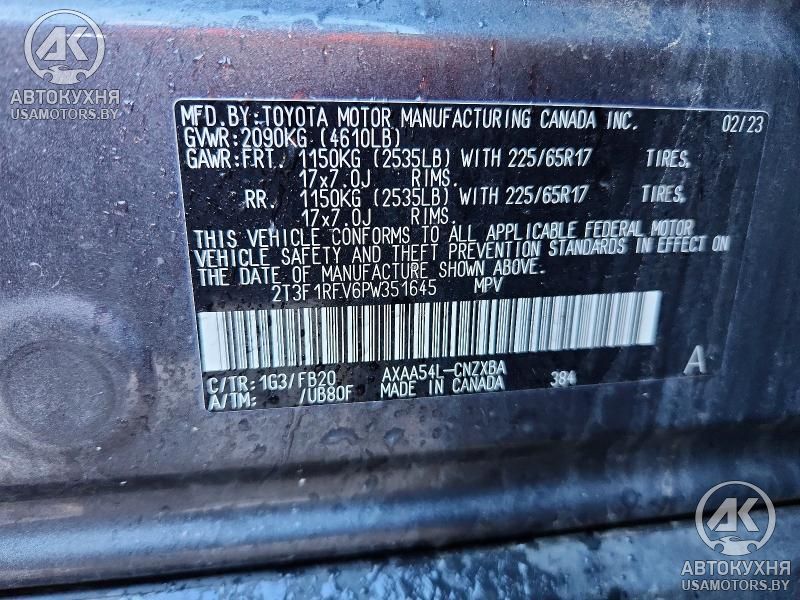 AK
АВТОКУХНЯ
USAMOTORS.BY
MFD.BY:TOYOTA MOTOR MANUFACTURING CANADA INC. 02/23
GVWR:2090KG (4610LB)
GAWR:FRT. 1150KG (2535LB) WITH 225/65R17 TIRES,
17x7.0J RIMS.
RR. 1150KG (2535LB) WITH 225/65R17 TIRES,
17x7.0J RIMS.
THIS VEHICLE CONFORMS TO ALL APPLICABLE FEDERAL MOTOR
VEHICLE SAFETY AND THEFT PREVENTION STANDARDS IN EFFECT ON
THE DATE OF MANUFACTURE SHOWN ABOVE.
2T3F1RFV6PW351645 MPV
C/TR:1G3/FB20 AXAA54L-CNZXBA A
A/TM: /UB80F MADE IN CANADA 384
AK
АВТОКУХНЯ
USAMOTORS.BY